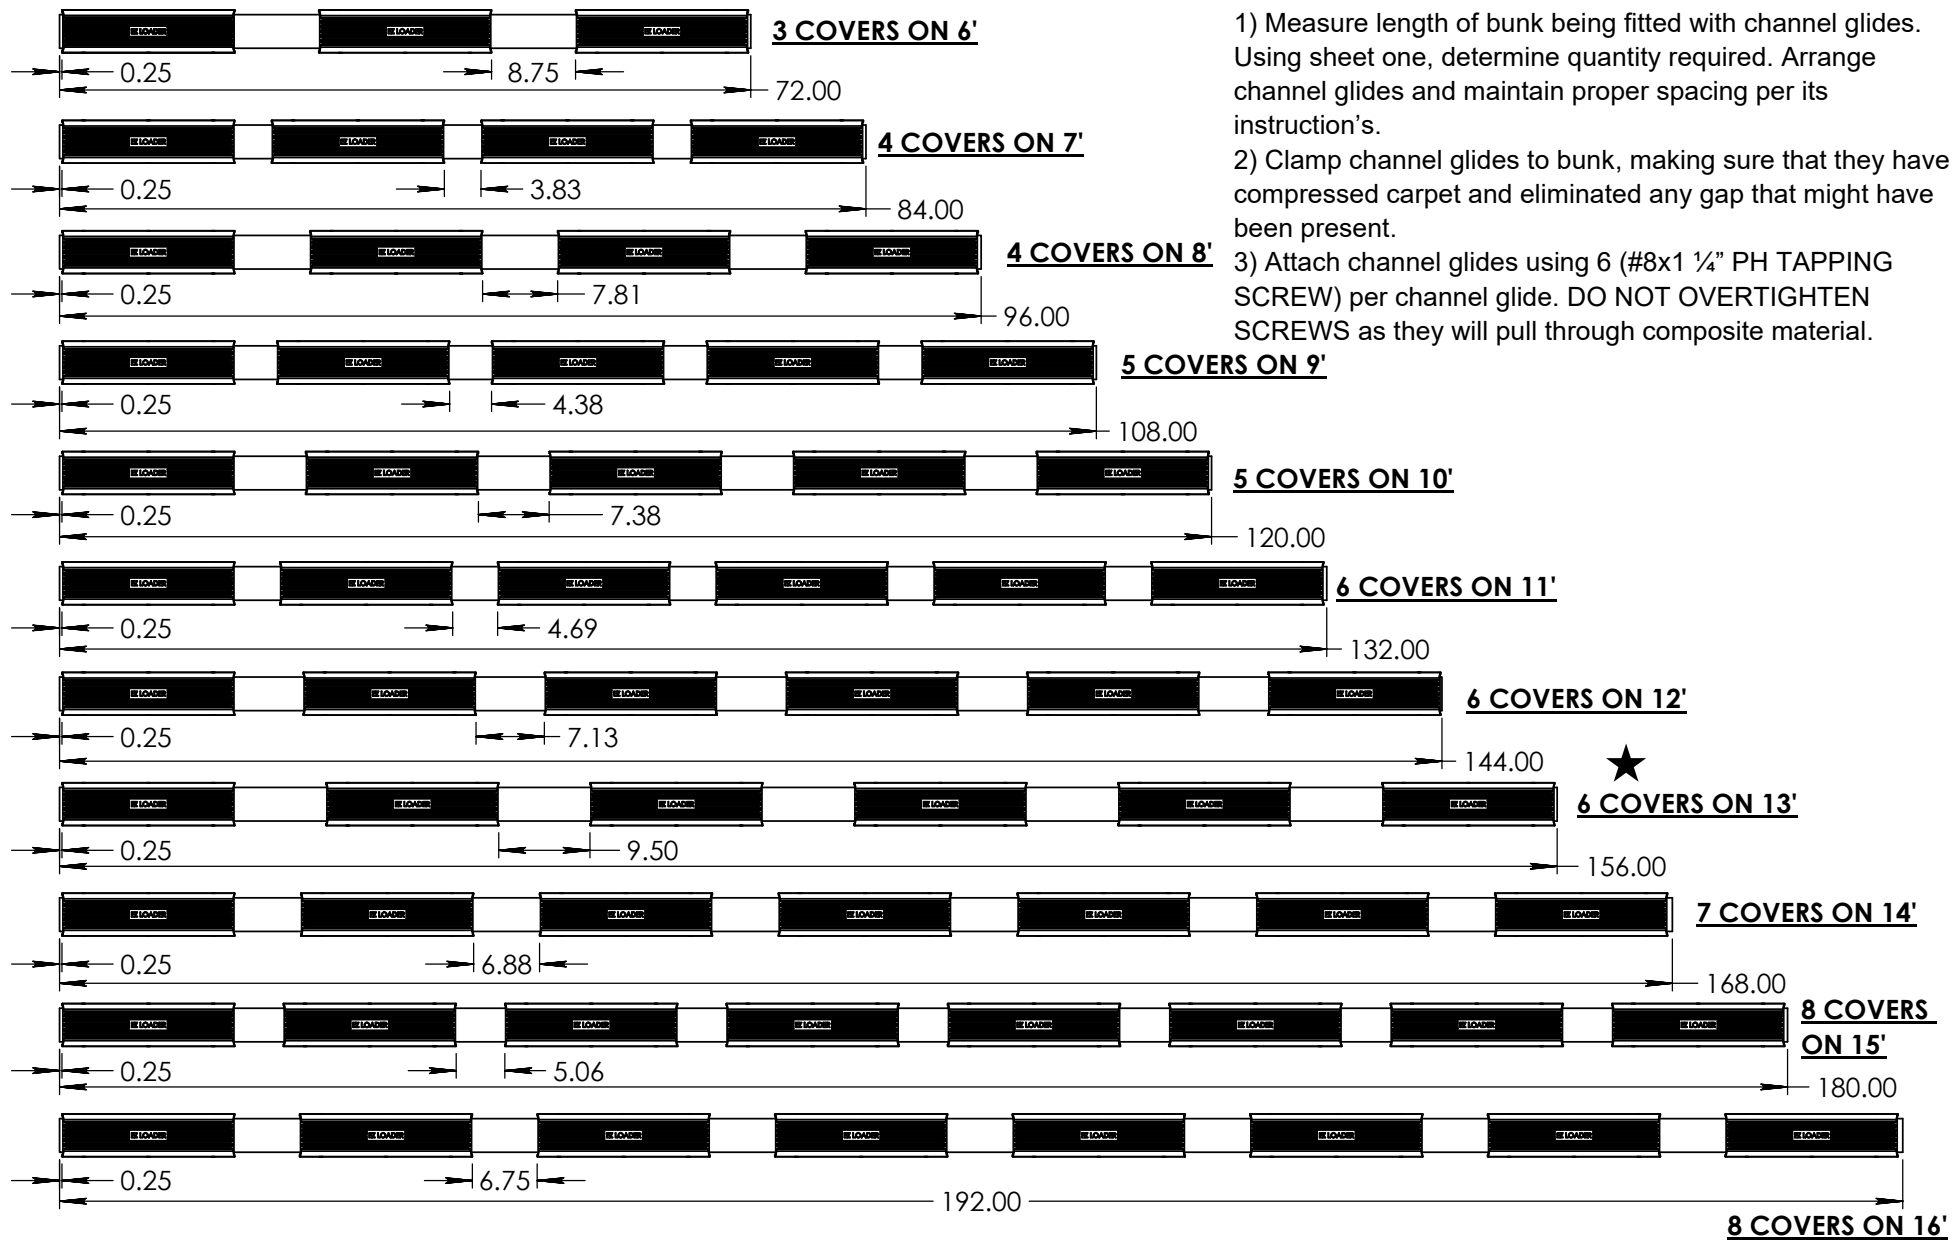 3 COVERS ON 6'
0.25
8.75
72.00
4 COVERS ON 7'
0.25
3.83
84.00
4 COVERS ON 8'
0.25
7.81
96.00
5 COVERS ON 9'
0.25
4.38
108.00
5 COVERS ON 10'
0.25
7.38
120.00
6 COVERS ON 11'
0.25
4.69
132.00
6 COVERS ON 12'
0.25
7.13
144.00
★
6 COVERS ON 13'
0.25
9.50
156.00
7 COVERS ON 14'
0.25
6.88
168.00
8 COVERS
ON 15'
0.25
5.06
180.00
0.25
6.75
192.00
8 COVERS ON 16'
1) Measure length of bunk being fitted with channel glides.
Using sheet one, determine quantity required. Arrange
channel glides and maintain proper spacing per its
instruction’s.
2) Clamp channel glides to bunk, making sure that they have
compressed carpet and eliminated any gap that might have
been present.
3) Attach channel glides using 6 (#8x1 ¼” PH TAPPING
SCREW) per channel glide. DO NOT OVERTIGHTEN
SCREWS as they will pull through composite material.